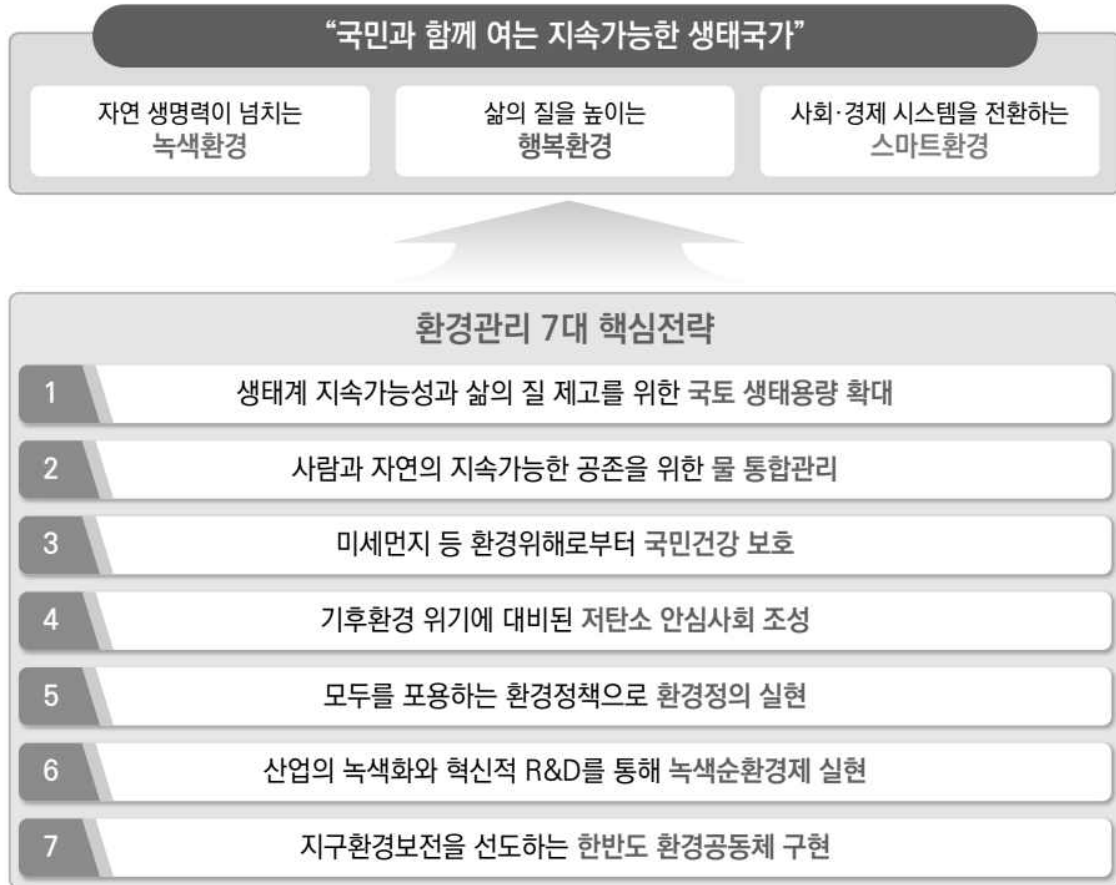 “국민과 함께 여는 지속가능한 생태국가”
자연 생명력이 넘치는
녹색환경
삶의 질을 높이는
행복환경
사회·경제 시스템을 전환하는
스마트환경
환경관리 7대 핵심전략
1 생태계 지속가능성과 삶의 질 제고를 위한 국토 생태용량 확대
2 사람과 자연의 지속가능한 공존을 위한 물 통합관리
3 미세먼지 등 환경위해로부터 국민건강 보호
4 기후환경 위기에 대비된 저탄소 안심사회 조성
5 모두를 포용하는 환경정책으로 환경정의 실현
6 산업의 녹색화와 혁신적 R&D를 통해 녹색순환경제 실현
7 지구환경보전을 선도하는 한반도 환경공동체 구현